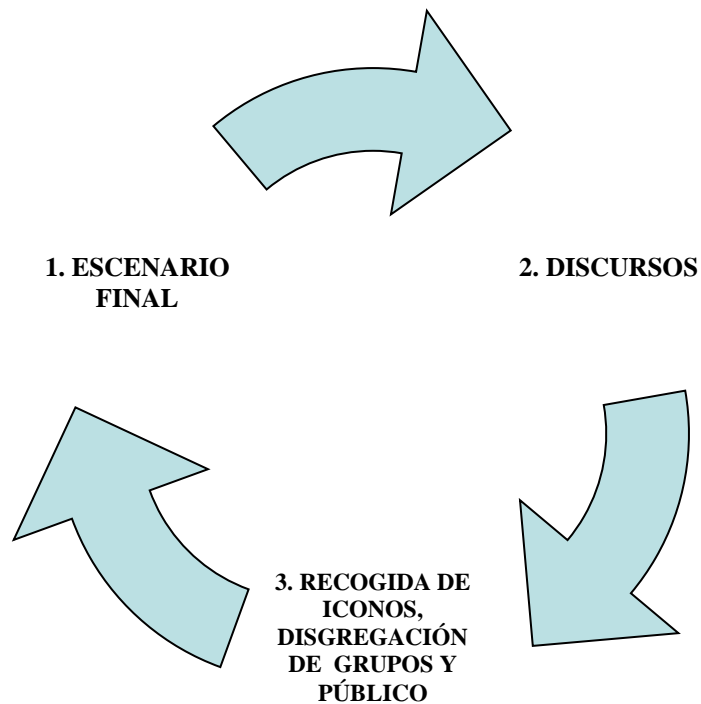 1. ESCENARIO
FINAL
2. DISCURSOS
3. RECOGIDA DE
ICONOS,
DISGREGACIÓN
DE GRUPOS Y
PÚBLICO